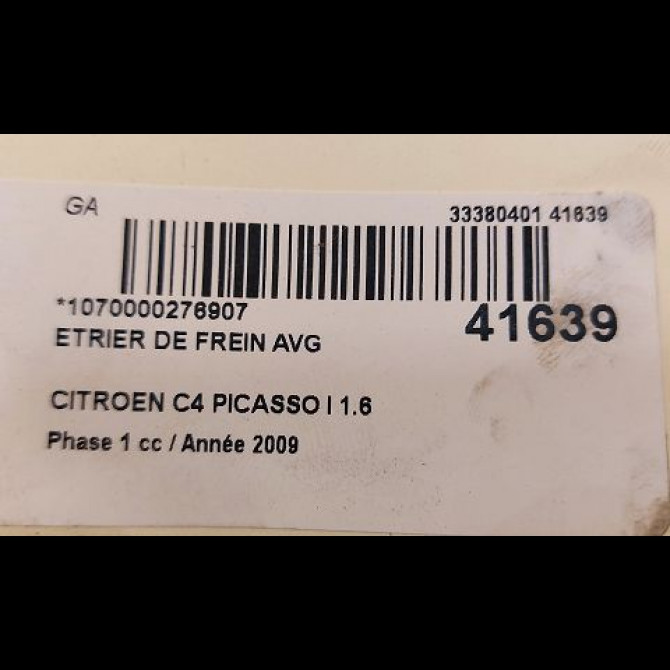 GA
33380401 41639
*1070000276907
41639
ETRIER DE FREIN AVG
CITROEN C4 PICASSO I 1.6
Phase 1 cc / Année 2009